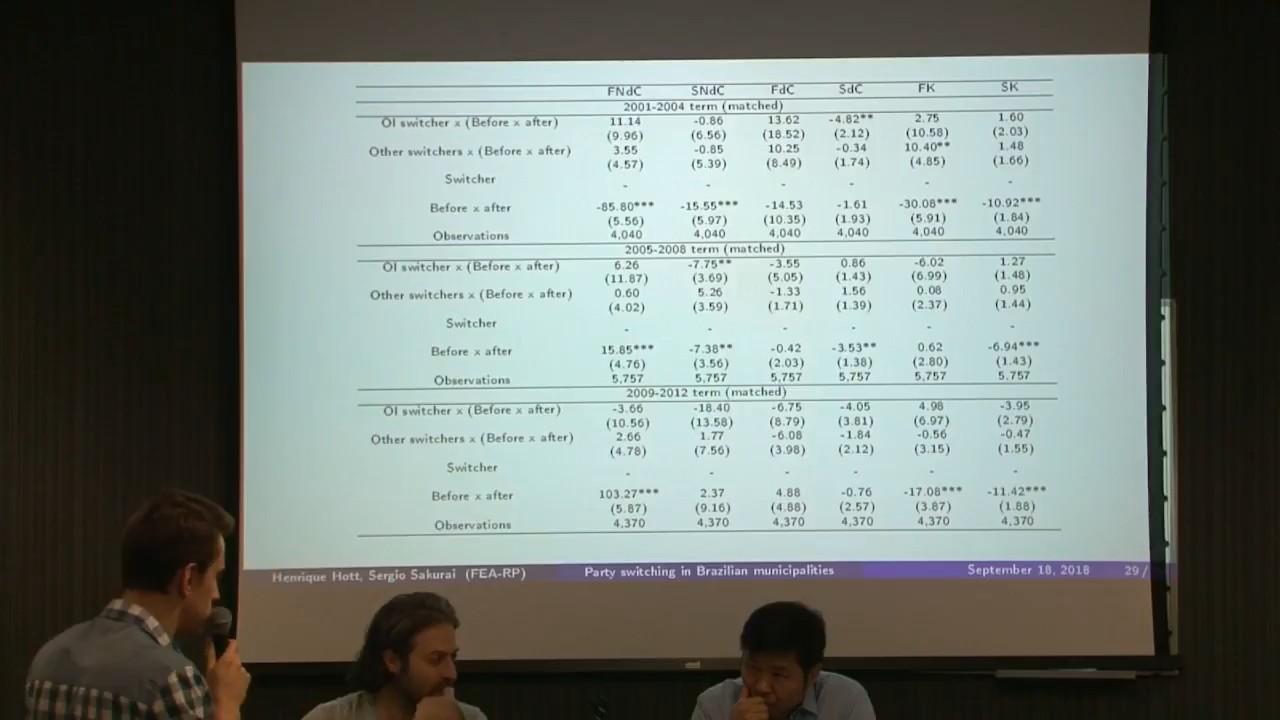 FNdC SNdC FdC SdC FK SK
2001-2004 term (matched)
OI switcher x (Before x after) 11.14 -0.86 13.62 -4.82** 2.75 1.60
(9.96) (6.56) (18.52) (2.12) (10.58) (2.03)
Other switchers x (Before x after) 3.55 -0.85 10.25 -0.34 10.40** 1.48
(4.57) (5.39) (8.49) (1.74) (4.85) (1.66)
Switcher
- - - - - -
Before x after -85.80*** -15.55*** -14.53 -1.61 -30.08*** -10.92***
(5.56) (5.97) (10.35) (1.93) (5.91) (1.84)
Observations 4,040 4,040 4,040 4,040 4,040 4,040
2005-2008 term (matched)
OI switcher x (Before x after) 6.26 -7.75** -3.55 0.86 -6.02 1.27
(11.87) (3.69) (5.05) (1.43) (6.99) (1.48)
Other switchers x (Before x after) 0.60 5.26 -1.33 1.56 0.08 0.95
(4.02) (3.59) (1.71) (1.39) (2.37) (1.44)
Switcher
- - - - - -
Before x after 15.85*** -7.38** -0.42 -3.53** 0.62 -6.94***
(4.76) (3.56) (2.03) (1.38) (2.80) (1.43)
Observations 5,757 5,757 5,757 5,757 5,757 5,757
2009-2012 term (matched)
OI switcher x (Before x after) -3.66 -18.40 -6.75 -4.05 4.98 -3.95
(10.56) (13.58) (8.79) (3.81) (6.97) (2.79)
Other switchers x (Before x after) 2.66 1.77 -6.08 -1.84 -0.56 -0.47
(4.78) (7.56) (3.98) (2.12) (3.15) (1.55)
Switcher
- - - - - -
Before x after 103.27*** 2.37 4.88 -0.76 -17.08*** -11.42***
(5.87) (9.16) (4.88) (2.57) (3.87) (1.88)
Observations 4,370 4,370 4,370 4,370 4,370 4,370
Henrique Hott, Sergio Sakurai (FEA-RP) Party switching in Brazilian municipalities September 18, 2018 29 /